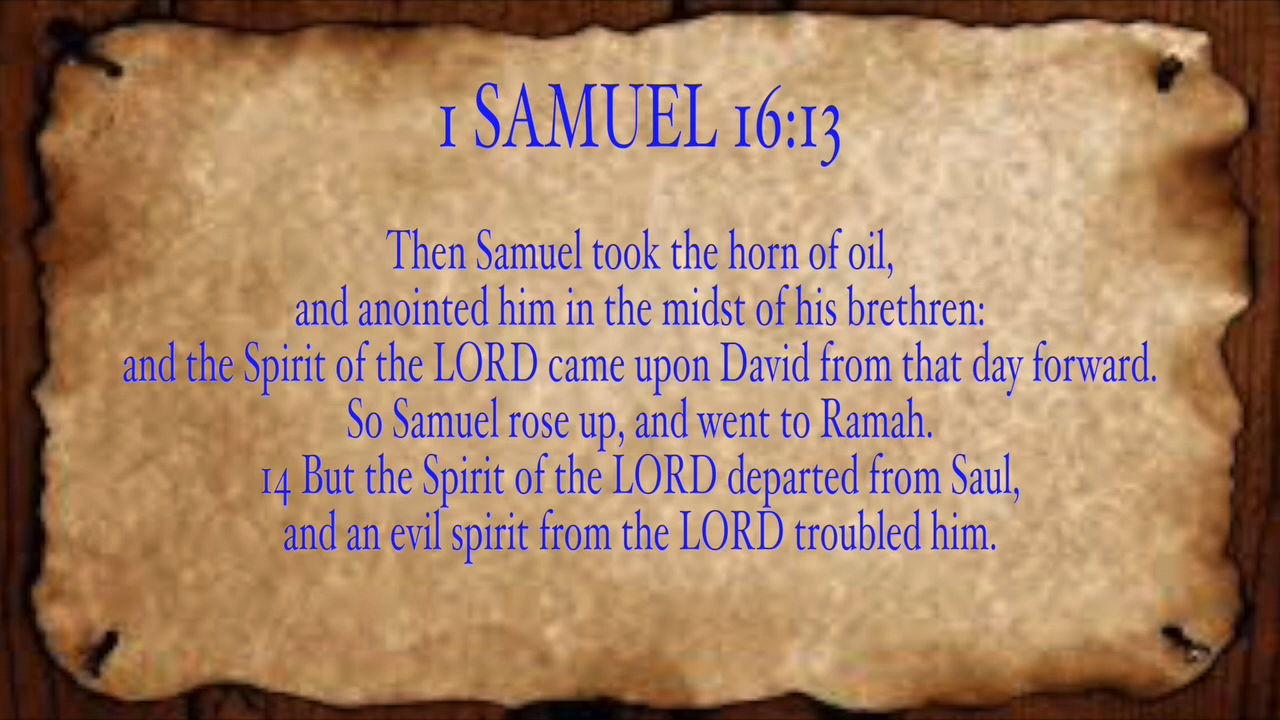 1 SAMUEL 16:13
Then Samuel took the horn of oil,
and anointed him in the midst of his brethren:
and the Spirit of the LORD came upon David from that day forward.
So Samuel rose up, and went to Ramah.
14 But the Spirit of the LORD departed from Saul,
and an evil spirit from the LORD troubled him.